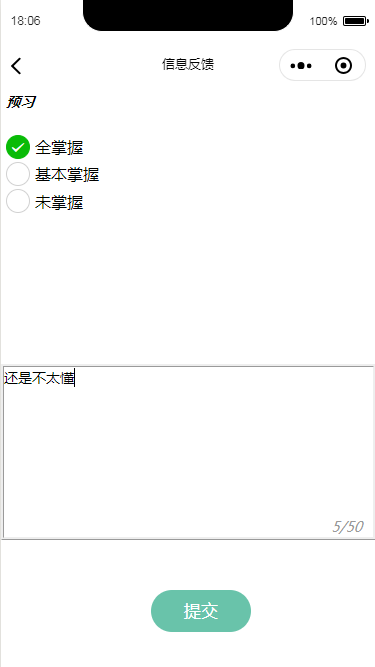 18:06
100%
信息反馈
预习
全掌握
基本掌握
未掌握
还是不太懂
5/50
提交